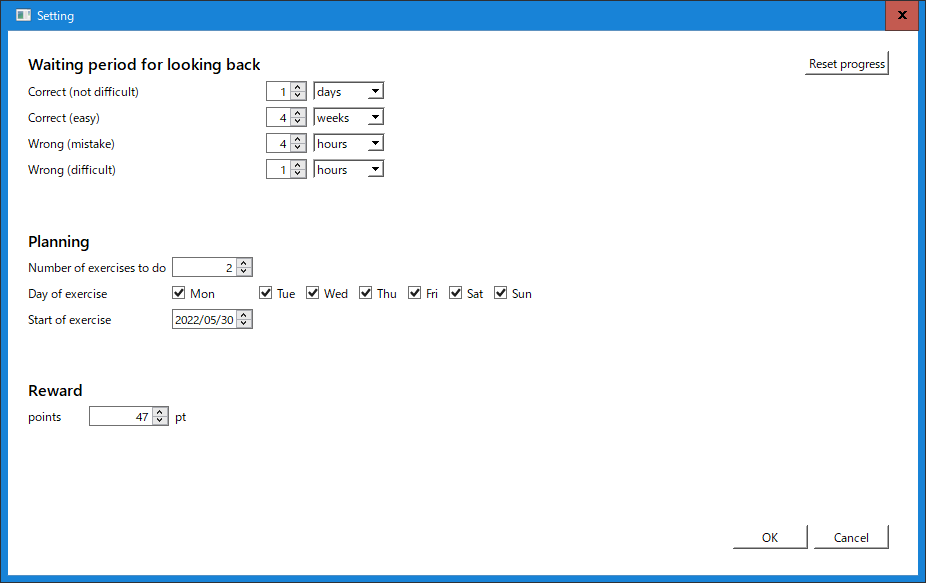 Setting
Waiting period for looking back
Reset progress
Correct (not difficult) 1 days
Correct (easy) 4 weeks
Wrong (mistake) 4 hours
Wrong (difficult) 1 hours
Planning
Number of exercises to do 2
Day of exercise Mon Tue Wed Thu Fri Sat Sun
Start of exercise 2022/05/30
Reward
points 47 pt
OK Cancel